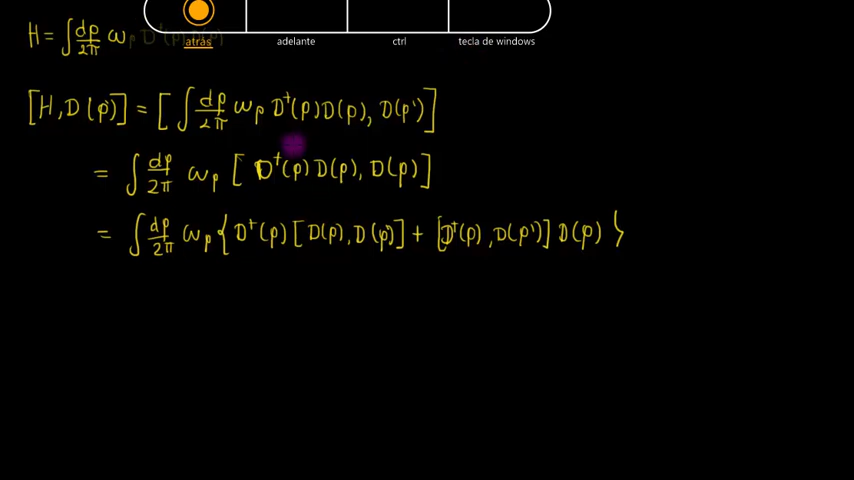 atrás adelante ctrl tecla de windows
H = ∫ dp/2π ω_p D†(p) D(p)
[H, D(p')] = [∫ dp/2π ω_p D†(p) D(p), D(p')]
= ∫ dp/2π ω_p [D†(p) D(p), D(p)]
= ∫ dp/2π ω_p {D†(p) [D(p), D(p')] + [D†(p), D(p')] D(p)}